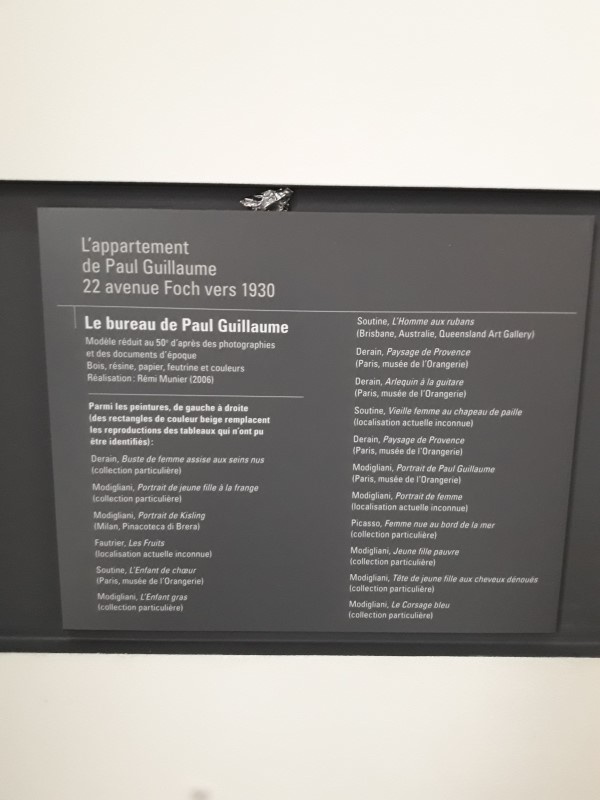 L'appartement
de Paul Guillaume
22 avenue Foch vers 1930
Le bureau de Paul Guillaume
Modèle réduit au 50e d'après des photographies
et des documents d'époque
Bois, résine, papier, feutrine et couleurs
Réalisation : Rémi Munier (2006)
Parmi les peintures, de gauche à droite
(des rectangles de couleur beige remplacent
les reproductions des tableaux qui n'ont pu
être identifiés) :
Derain, Buste de femme assise aux seins nus
(collection particulière)
Modigliani, Portrait de jeune fille à la frange
(collection particulière)
Modigliani, Portrait de Kisling
(Milan, Pinacoteca di Brera)
Fautrier, Les Fruits
(localisation actuelle inconnue)
Soutine, L'Enfant de chœur
(Paris, musée de l'Orangerie)
Modigliani, L'Enfant gras
(collection particulière)
Soutine, L'Homme aux rubans
(Brisbane, Australie, Queensland Art Gallery)
Derain, Paysage de Provence
(Paris, musée de l'Orangerie)
Derain, Arlequin à la guitare
(Paris, musée de l'Orangerie)
Soutine, Vieille femme au chapeau de paille
(localisation actuelle inconnue)
Derain, Paysage de Provence
(Paris, musée de l'Orangerie)
Modigliani, Portrait de Paul Guillaume
(Paris, musée de l'Orangerie)
Modigliani, Portrait de femme
(localisation actuelle inconnue)
Picasso, Femme nue au bord de la mer
(collection particulière)
Modigliani, Jeune fille pauvre
(collection particulière)
Modigliani, Tête de jeune fille aux cheveux dénoués
(collection particulière)
Modigliani, Le Corsage bleu
(collection particulière)